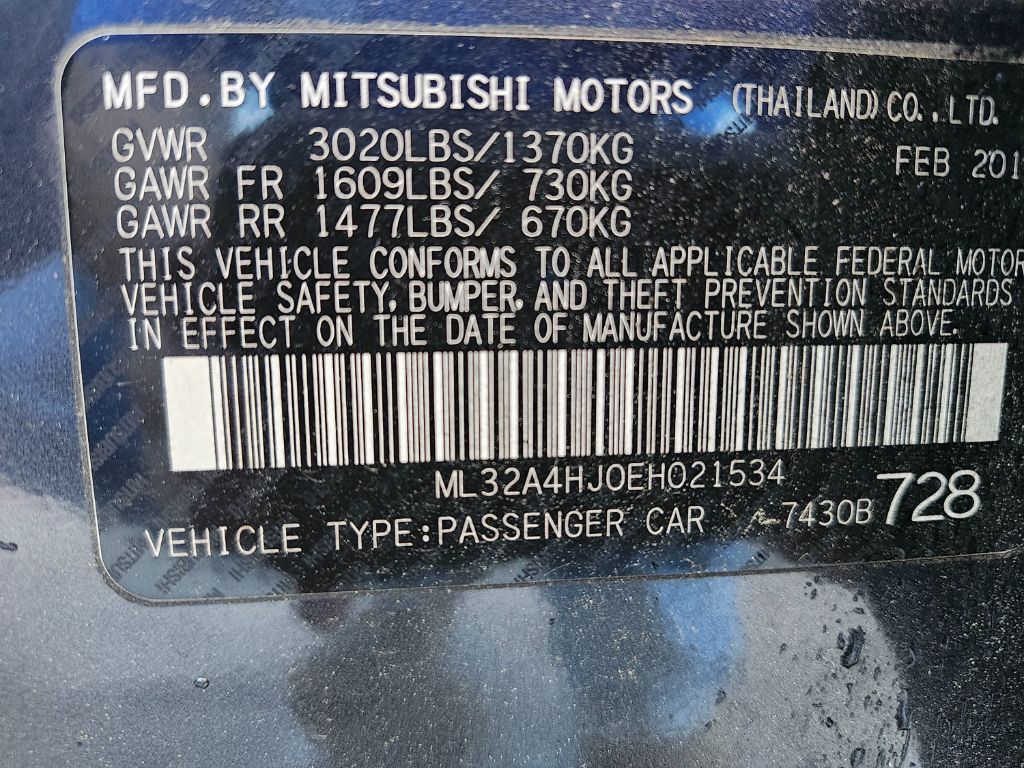 MFD.BY MITSUBISHI MOTORS (THAILAND) CO.,LTD.
GVWR 3020LBS/1370KG FEB 201
GAWR FR 1609LBS/ 730KG
GAWR RR 1477LBS/ 670KG
THIS VEHICLE CONFORMS TO ALL APPLICABLE FEDERAL MOTOR
VEHICLE SAFETY, BUMPER, AND THEFT PREVENTION STANDARDS
IN EFFECT ON THE DATE OF MANUFACTURE SHOWN ABOVE.
ML32A4HJ0EH021534
VEHICLE TYPE:PASSENGER CAR 7430B 728